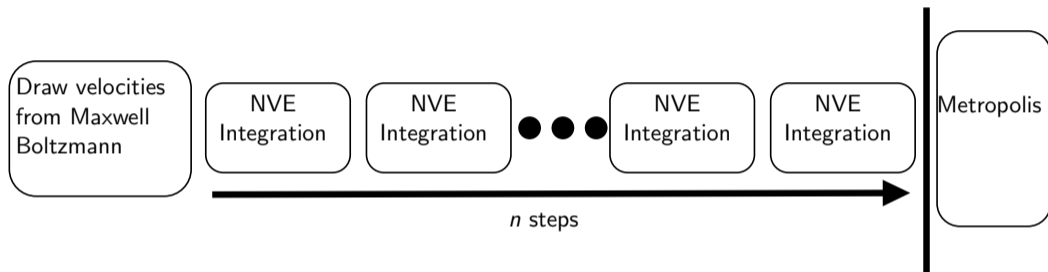 Draw velocities
from Maxwell
Boltzmann
NVE
Integration
NVE
Integration
NVE
Integration
NVE
Integration
Metropolis
n steps